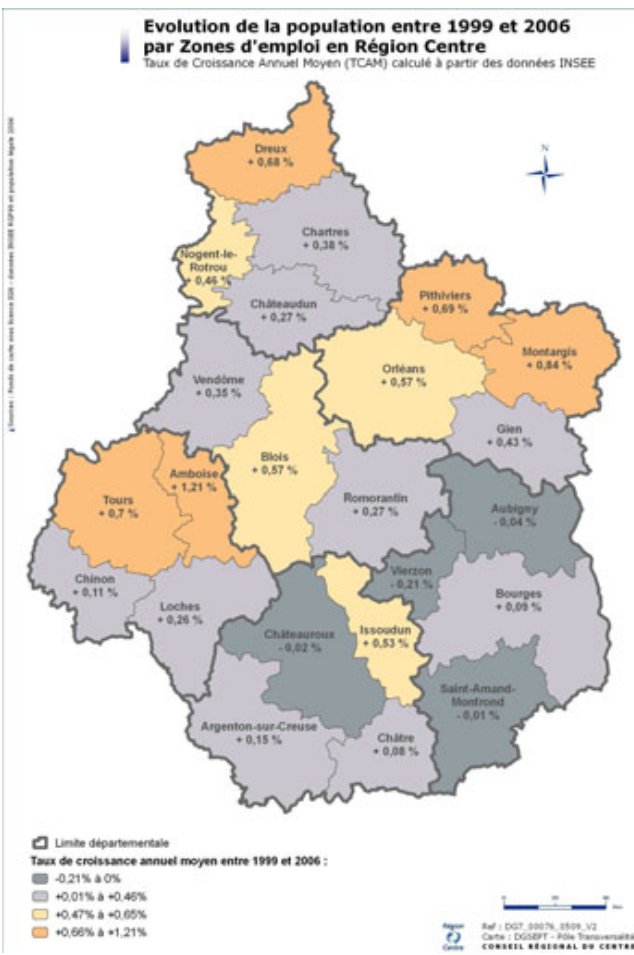 Evolution de la population entre 1999 et 2006
par Zones d'emploi en Région Centre
Taux de Croissance Annuel Moyen (TCAM) calculé à partir des données INSEE
N
Dreux
+ 0,68 %
Chartres
+ 0,38 %
Nogent-le-
Rotrou
+ 0,46 %
Châteaudun
+ 0,27 %
Pithiviers
+ 0,69 %
Montargis
+ 0,84 %
Orléans
+ 0,57 %
Vendôme
+ 0,35 %
Gien
+ 0,43 %
Blois
+ 0,57 %
Amboise
+ 1,21 %
Tours
+ 0,7 %
Romorantin
+ 0,27 %
Aubigny
- 0,04 %
Vierzon
- 0,21 %
Chinon
+ 0,11 %
Loches
+ 0,26 %
Bourges
+ 0,09 %
Châteauroux
- 0,02 %
Issoudun
+ 0,53 %
Saint-Amand-
Montrond
- 0,01 %
Argenton-sur-Creuse
+ 0,15 %
Châtre
+ 0,08 %
Limite départementale
Taux de croissance annuel moyen entre 1999 et 2006 :
-0,21% à 0%
+0,01% à +0,46%
+0,47% à +0,65%
+0,66% à +1,21%
Région
Centre
Ref : DG7_00076_0509_V2
Carte : DGSEPT - Pôle Transversalité
CONSEIL RÉGIONAL DU CENTRE